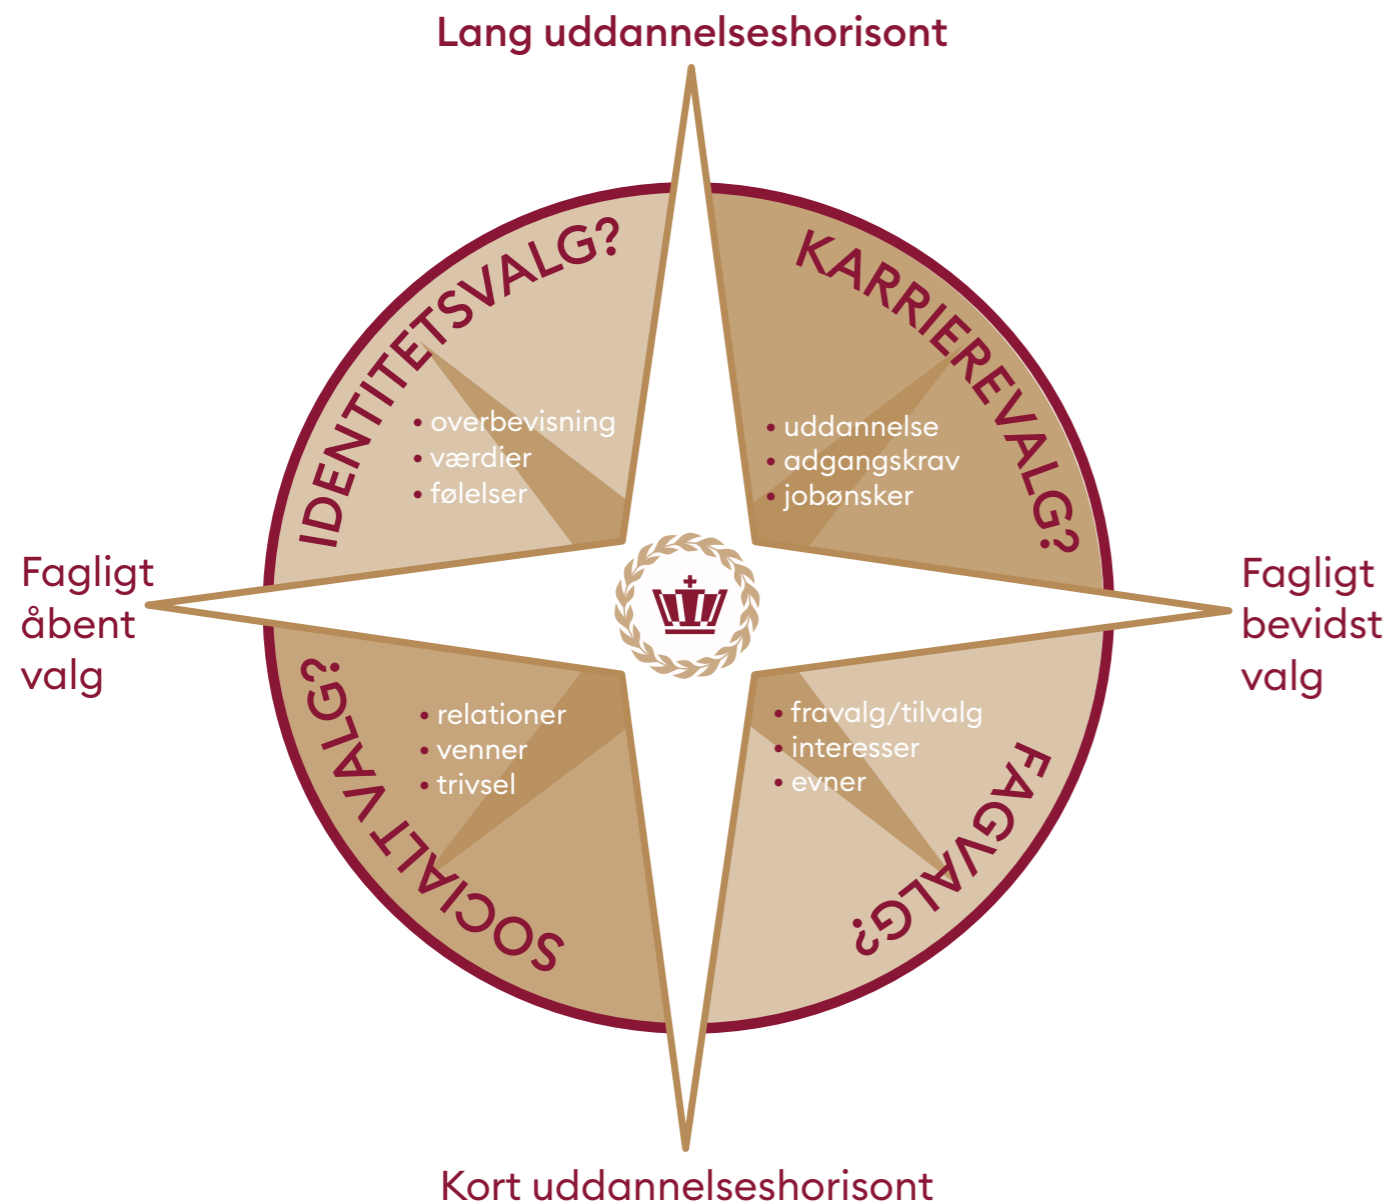 Lang uddannelseshorisont
IDENTITETSVALG?
• overbevisning
• værdier
• følelser
KARRIEREVALG?
• uddannelse
• adgangskrav
• jobønsker
Fagligt
åbent
valg
Fagligt
bevidst
valg
SOCIALT VALG?
• relationer
• venner
• trivsel
FAGVALG?
• fravalg/tilvalg
• interesser
• evner
Kort uddannelseshorisont